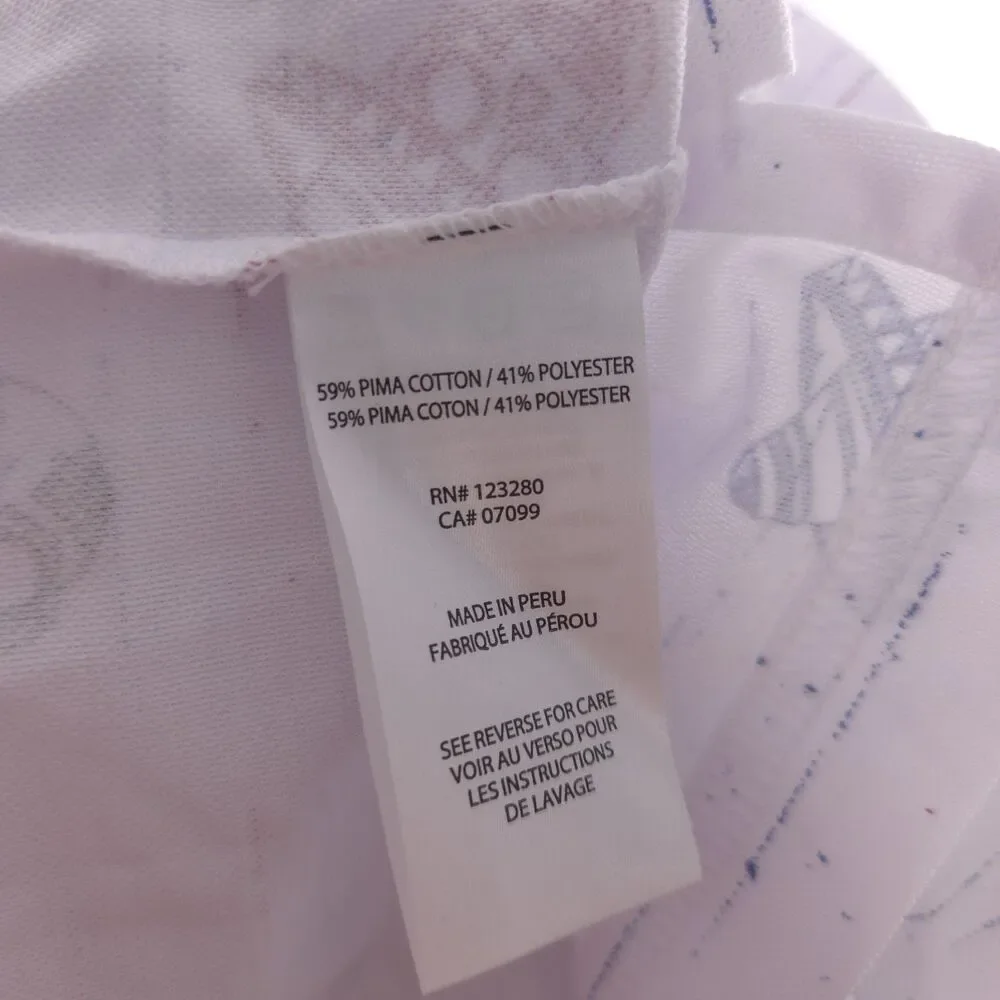 59% PIMA COTTON / 41% POLYESTER
59% PIMA COTON / 41% POLYESTER
RN# 123280
CA# 07099
MADE IN PERU
FABRIQUÉ AU PÉROU
SEE REVERSE FOR CARE
VOIR AU VERSO POUR
LES INSTRUCTIONS
DE LAVAGE